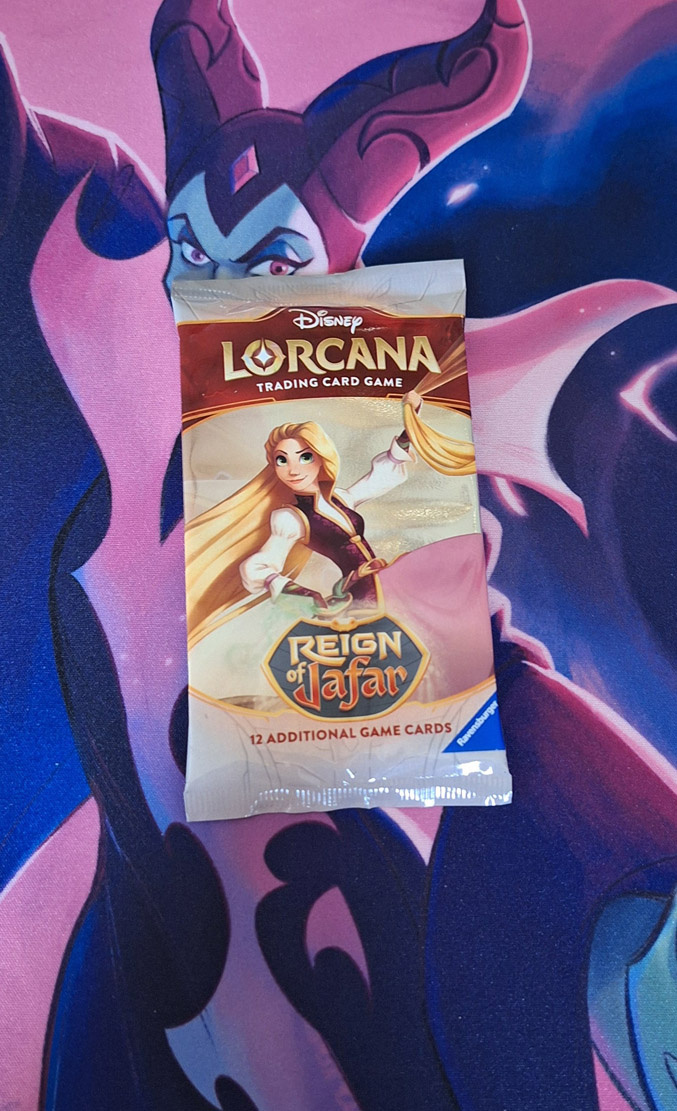 Disney
LORCANA
TRADING CARD GAME
REIGN
of Jafar
12 ADDITIONAL GAME CARDS
Ravensburger